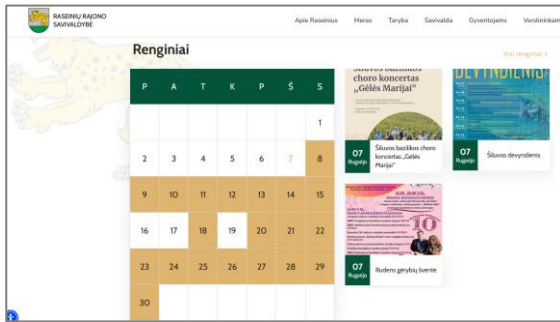 RASEINIŲ RAJONO
SAVIVALDYBĖ
Apie Raseinius Meras Taryba Savivalda Gyventojams Verslininkams
Renginiai
Visi renginiai >
P A T K P Š S
1
2 3 4 5 6 7 8
9 10 11 12 13 14 15
16 17 18 19 20 21 22
23 24 25 26 27 28 29
30
Šiluvos bazilikos
choro koncertas
„Gėlės Marijai“
07
Rugsėjo
Šiluvos bazilikos choro
koncertas „Gėlės
Marijai“
DEVYNDIENIS
07
Rugsėjo
Šiluvos devyndienis
10
07
Rugsėjo
Rudens gėrybių šventė